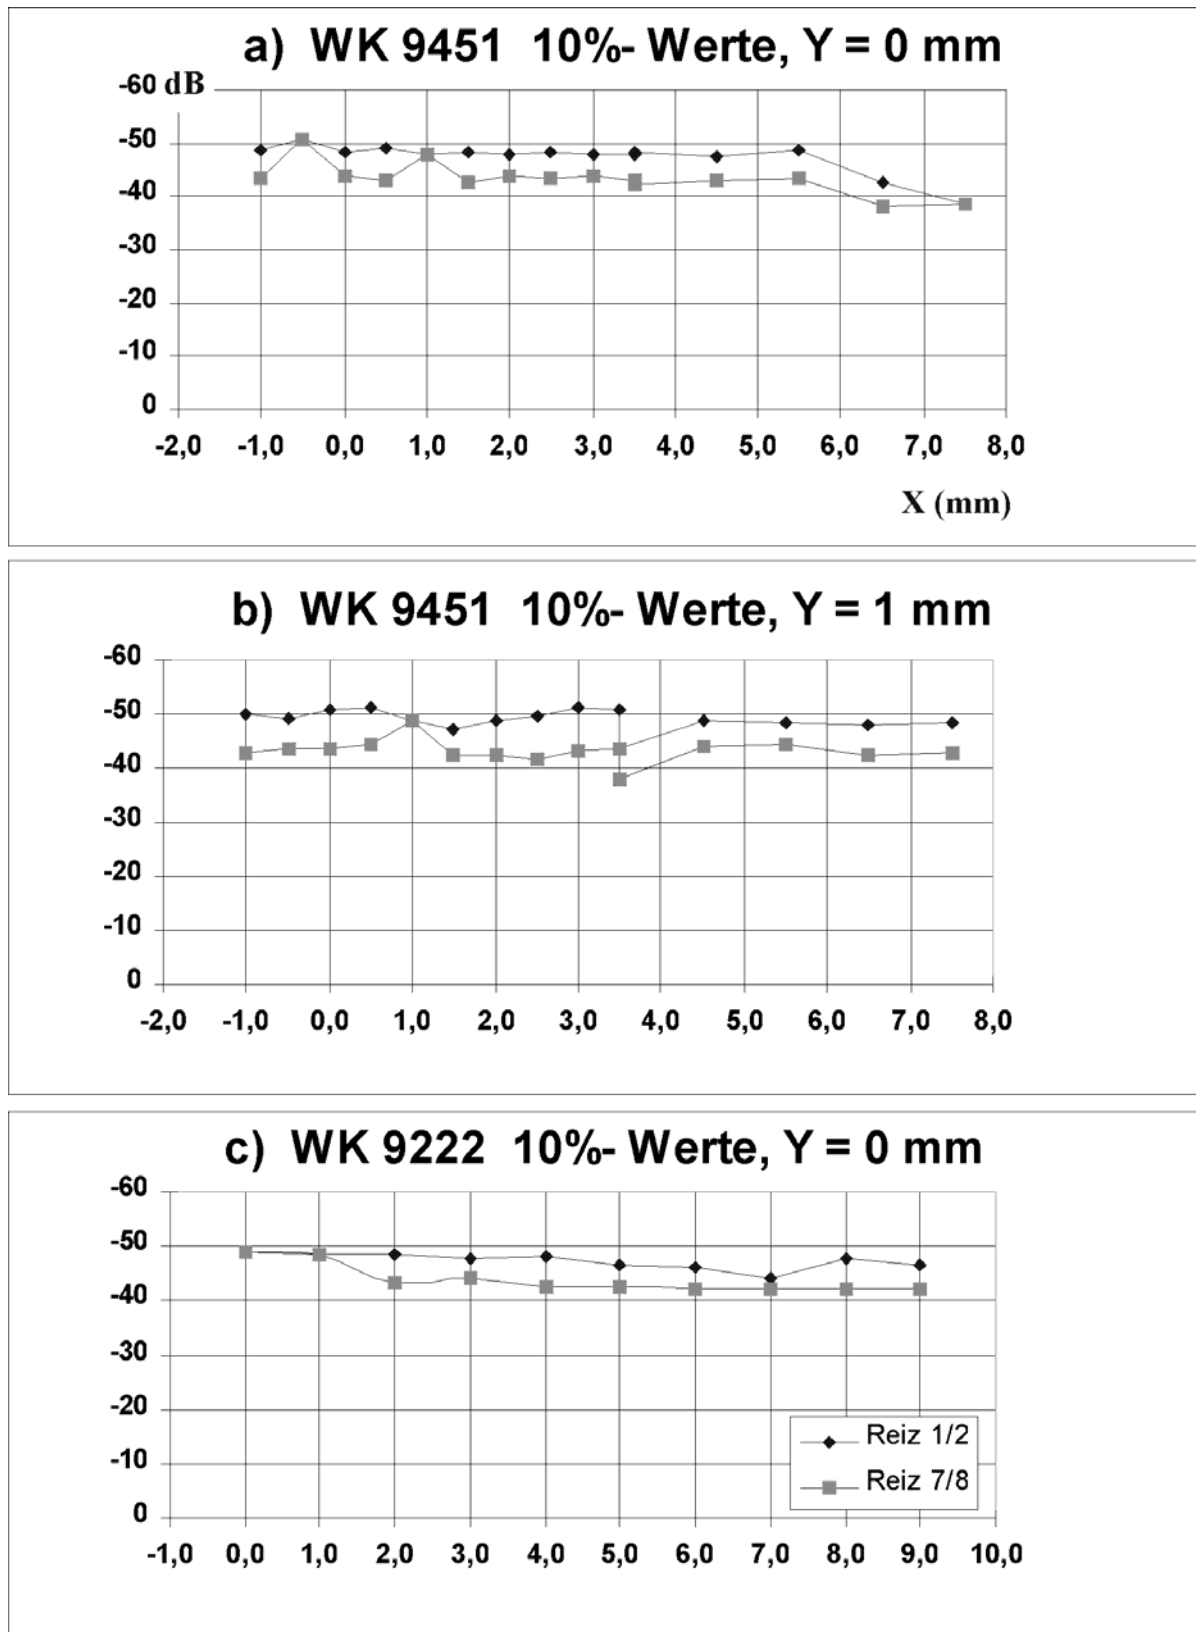 a) WK 9451 10%- Werte, Y = 0 mm
-60 dB
-50
-40
-30
-20
-10
0
-2,0 -1,0 0,0 1,0 2,0 3,0 4,0 5,0 6,0 7,0 8,0
X (mm)
b) WK 9451 10%- Werte, Y = 1 mm
-60
-50
-40
-30
-20
-10
0
-2,0 -1,0 0,0 1,0 2,0 3,0 4,0 5,0 6,0 7,0 8,0
c) WK 9222 10%- Werte, Y = 0 mm
-60
-50
-40
-30
-20
-10
0
Reiz 1/2
Reiz 7/8
-1,0 0,0 1,0 2,0 3,0 4,0 5,0 6,0 7,0 8,0 9,0 10,0